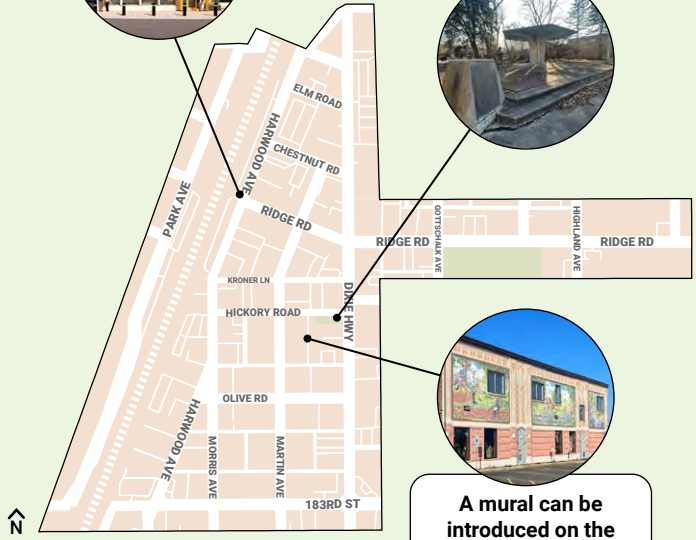 ELM ROAD
HARWOOD AVE
CHESTNUT RD
PARK AVE
RIDGE RD
GOTTSCHALK AVE
HIGHLAND AVE
RIDGE RD
RIDGE RD
KRONER LN
DIXIE HWY
HICKORY ROAD
OLIVE RD
HARWOOD AVE
MORRIS AVE
MARTIN AVE
183RD ST
N
A mural can be
introduced on the